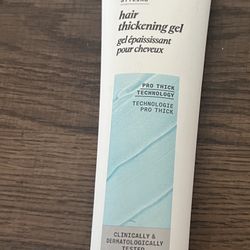 hair
thickening gel
gel épaississant
pour cheveux
PRO THICK
TECHNOLOGY
TECHNOLOGIE
PRO THICK
CLINICALLY &
DERMATOLOGICALLY
TESTED